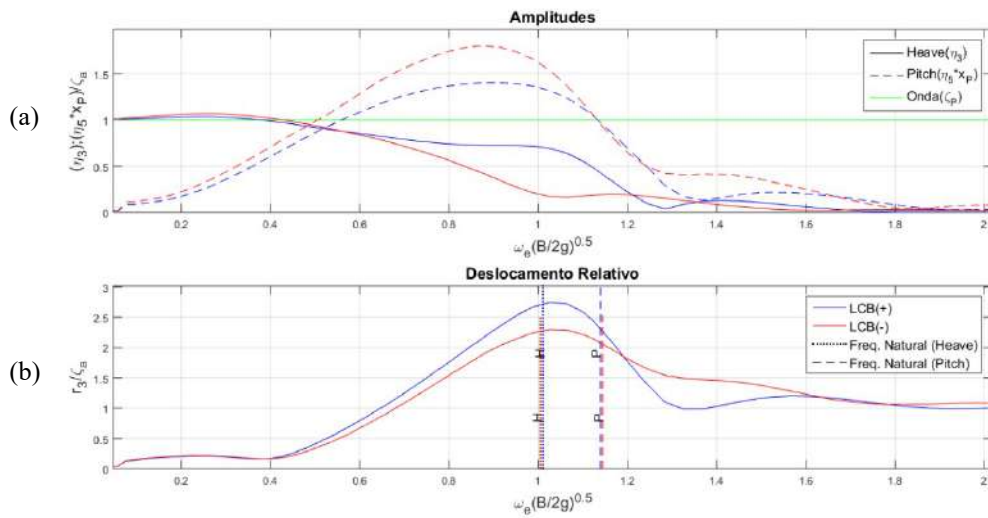 Amplitudes
(a)
(η3);(η5*xP)/ζa
1.5
1
0.5
0
Heave(η3)
Pitch(η5*xP)
Onda(ζP)
0.2 0.4 0.6 0.8 1 1.2 1.4 1.6 1.8 2
ωe(B/2g)0.5
Deslocamento Relativo
(b)
r3/ζa
3
2.5
2
1.5
1
0.5
0
H P
H P
LCB(+)
LCB(-)
Freq. Natural (Heave)
Freq. Natural (Pitch)
0.2 0.4 0.6 0.8 1 1.2 1.4 1.6 1.8 2
ωe(B/2g)0.5